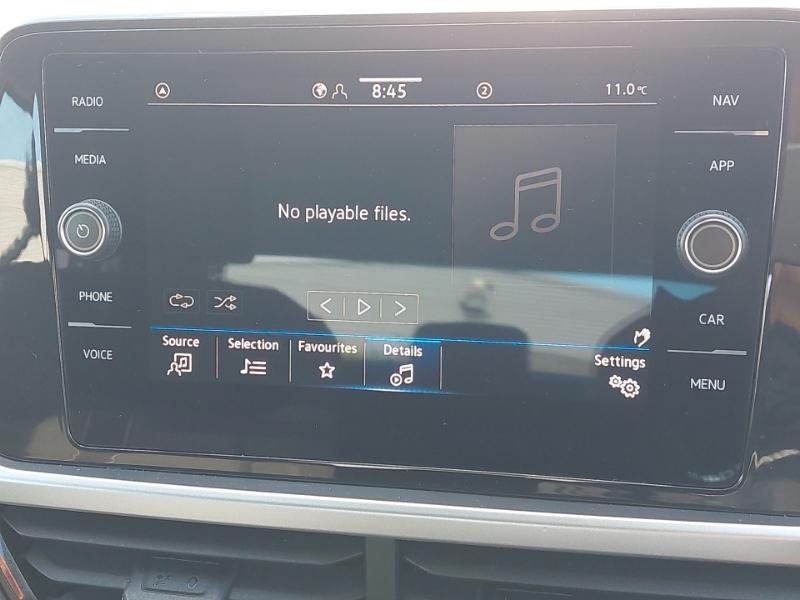 RADIO
MEDIA
PHONE
VOICE
8:45
2
11.0°C
No playable files.
Source
Selection
Favourites
Details
Settings
NAV
APP
CAR
MENU